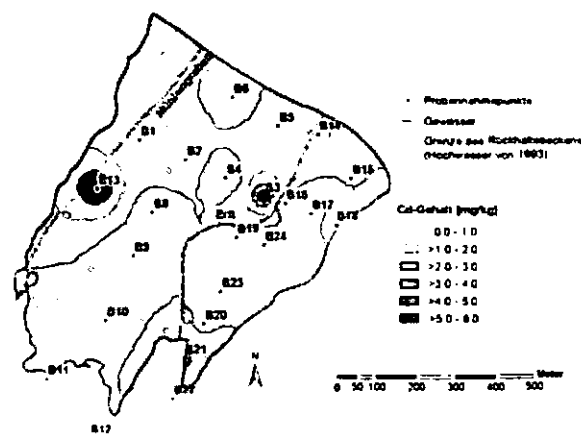 B6
B5
B14
B1
B7
B4
B15
B13
B3
B16
B8
B17
B18
B19
B24
B9
B23
B10
B20
B21
B11
B12
N
Probennahmepunkte
Gewässer
Grenze des Rückhaltebeckens
(Hochwasser von 1993)
Cd-Gehalt [mg/kg]
0.0 - 1.0
>1.0 - 2.0
>2.0 - 3.0
>3.0 - 4.0
>4.0 - 5.0
>5.0 - 6.0
Meter
0 50 100 200 300 400 500